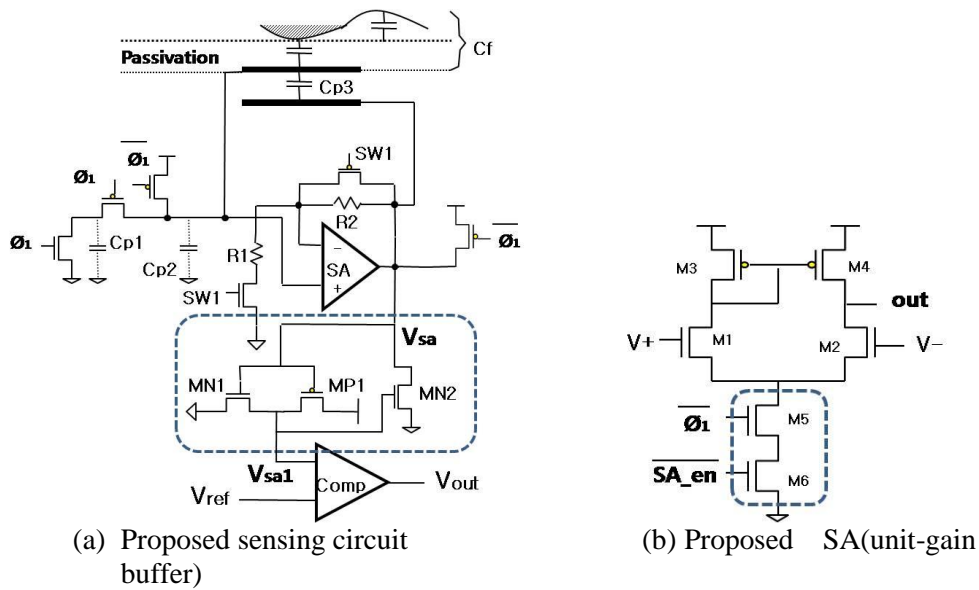 Passivation
Cf
Cp3
SW1
Ø1
Ø1
R2
Ø1
Ø1
Cp1
Cp2
R1
−
SA
+
SW1
Vsa
MN1
MP1
MN2
Vsa1
Vref
Comp
Vout
M3
M4
out
V+
M1
M2
V−
Ø1
M5
SA_en
M6
(a) Proposed sensing circuit
buffer)
(b) Proposed SA(unit-gain